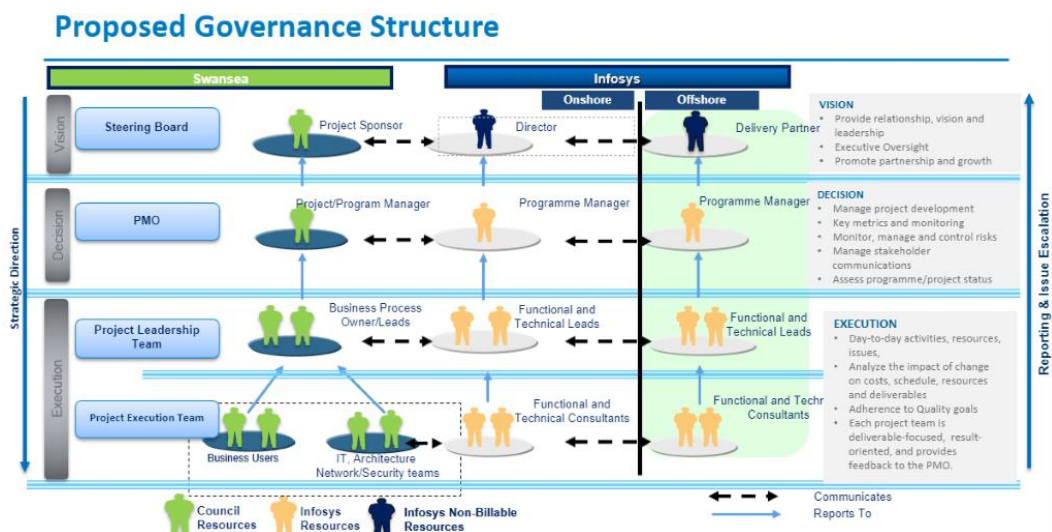 Proposed Governance Structure
Swansea
Infosys
Onshore
Offshore
Strategic Direction
Reporting & Issue Escalation
Vision
Steering Board
Project Sponsor
Director
Delivery Partner
VISION
• Provide relationship, vision and
leadership
• Executive Oversight
• Promote partnership and growth
Decision
PMO
Project/Program Manager
Programme Manager
Programme Manager
DECISION
• Manage project development
• Key metrics and monitoring
• Monitor, manage and control risks
• Manage stakeholder
communications
• Assess programme/project status
Execution
Project Leadership
Team
Business Process
Owner/Leads
Functional and
Technical Leads
Functional and
Technical Leads
EXECUTION
• Day-to-day activities, resources,
issues,
• Analyze the impact of change
on costs, schedule, resources
and deliverables
• Adherence to Quality goals
• Each project team is
deliverable-focused, result-
oriented, and provides
feedback to the PMO.
Project Execution Team
Business Users
IT, Architecture
Network/Security teams
Functional and
Technical Consultants
Functional and Techr
Consultants
Council
Resources
Infosys
Resources
Infosys Non-Billable
Resources
Communicates
Reports To